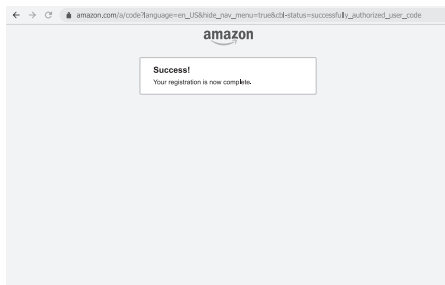 amazon.com/a/code?language=en_US&hide_nav_menu=true&cbl-status=successfully_authorized_user_code
amazon
Success!
Your registration is now complete.